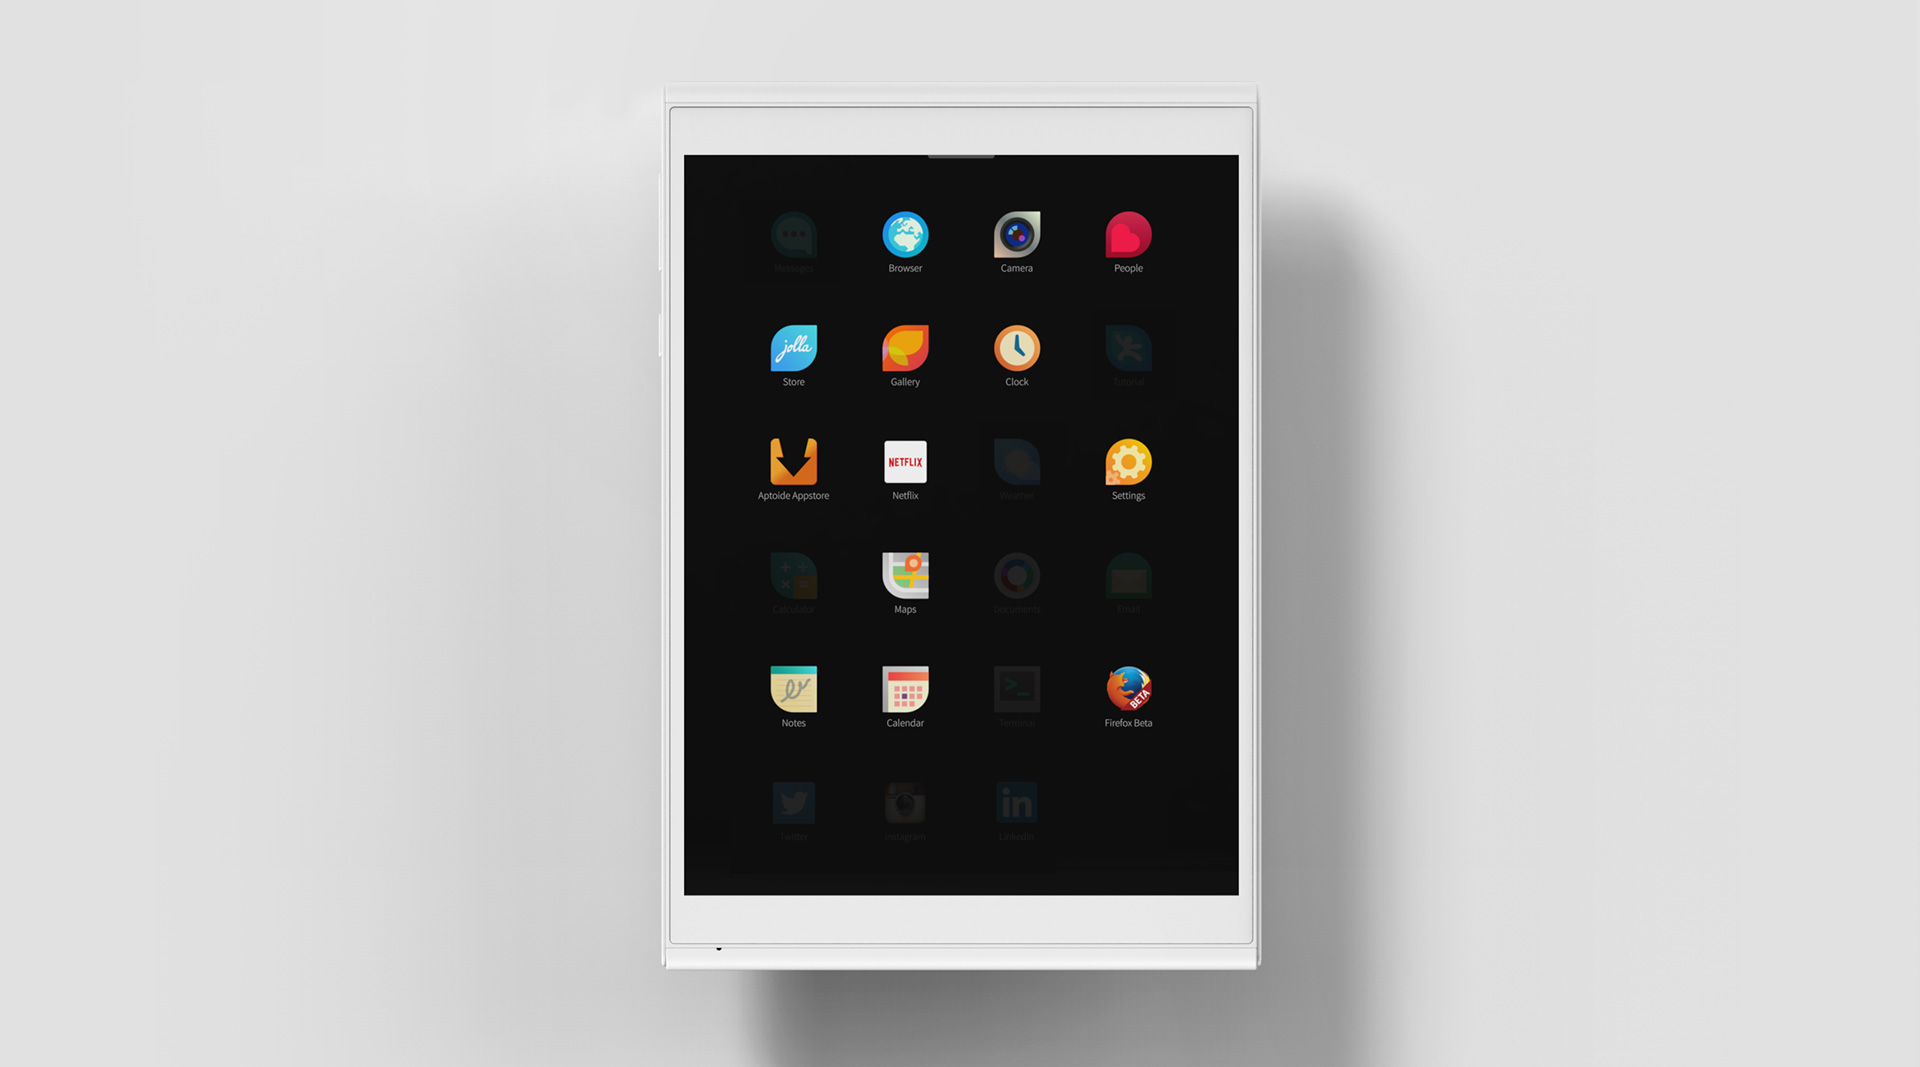 Messages
Browser
Camera
People
jolla
Store
Gallery
Clock
Tutorial
Aptoide Appstore
NETFLIX
Netflix
Weather
Settings
Calculator
Maps
Documents
Email
Notes
Calendar
>_
Terminal
BETA
Firefox Beta
Twitter
Instagram
in
LinkedIn